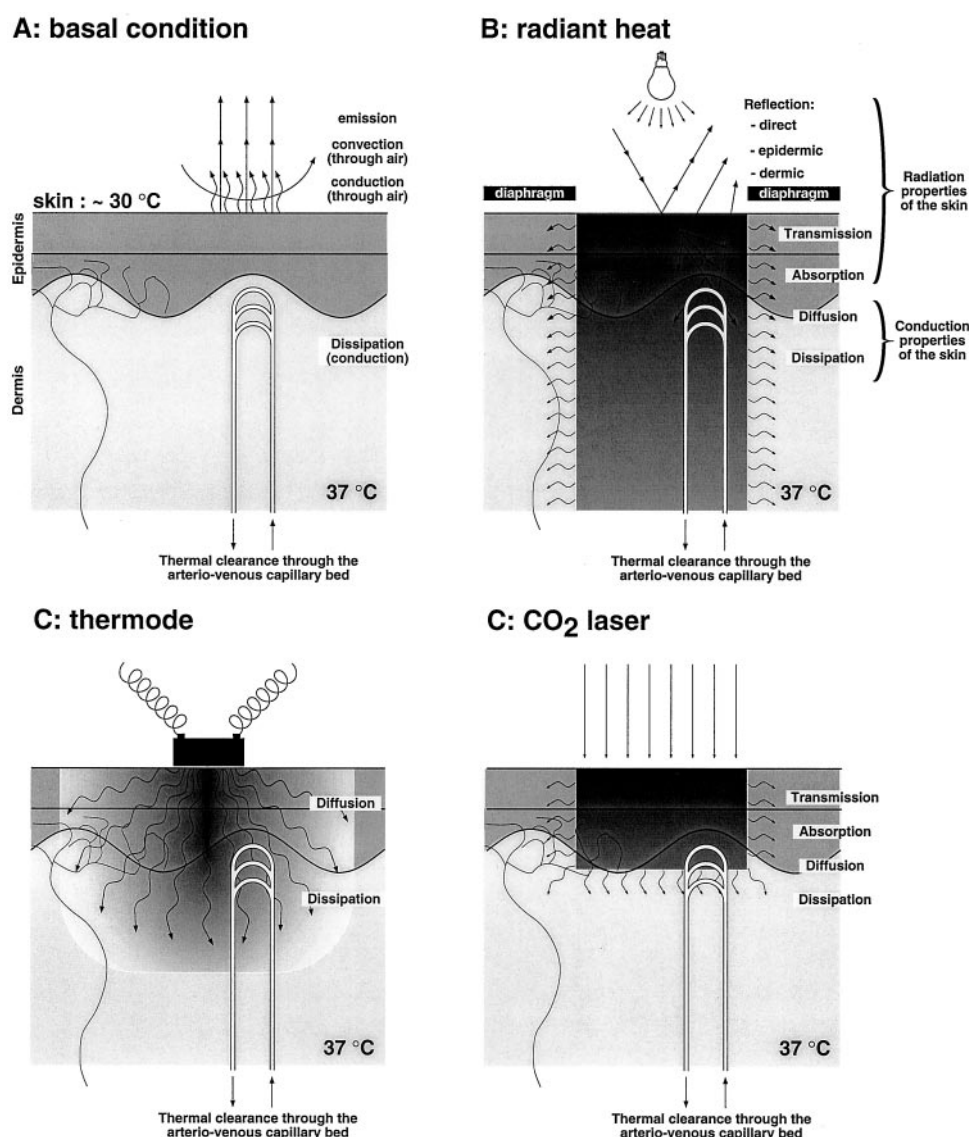 A: basal condition
emission
convection
(through air)
conduction
(through air)
skin : ~ 30 °C
Epidermis
Dermis
Dissipation
(conduction)
37 °C
Thermal clearance through the
arterio-venous capillary bed
B: radiant heat
Reflection:
- direct
- epidermic
- dermic
diaphragm
diaphragm
Radiation
properties
of the skin
Transmission
Absorption
Diffusion
Dissipation
Conduction
properties
of the skin
37 °C
Thermal clearance through the
arterio-venous capillary bed
C: thermode
Diffusion
Dissipation
37 °C
Thermal clearance through the
arterio-venous capillary bed
C: CO2 laser
Transmission
Absorption
Diffusion
Dissipation
37 °C
Thermal clearance through the
arterio-venous capillary bed